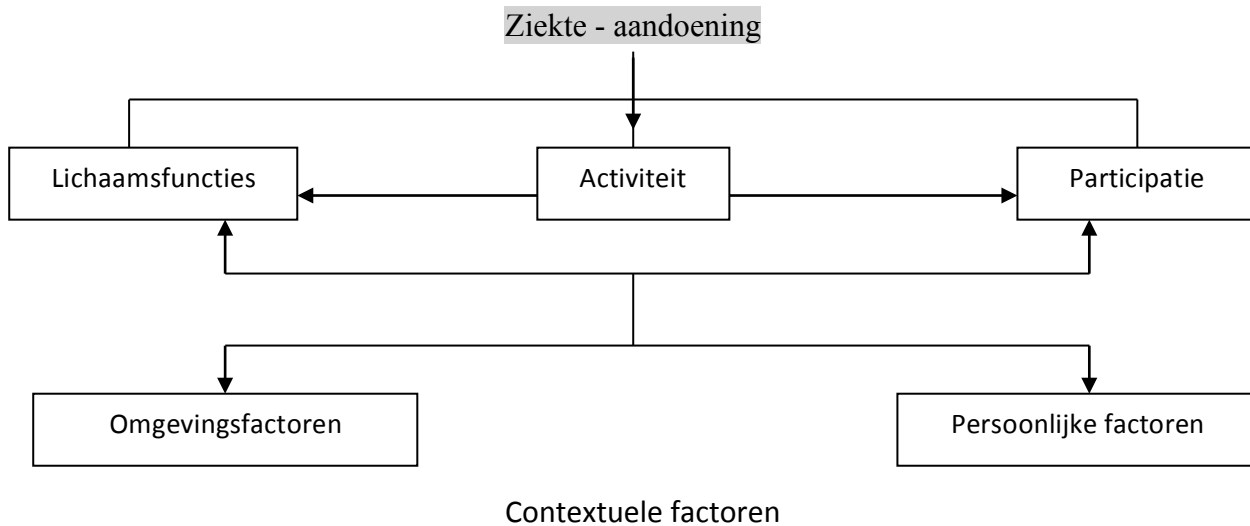 Ziekte - aandoening
Lichaamsfuncties
Activiteit
Participatie
Omgevingsfactoren
Persoonlijke factoren
Contextuele factoren